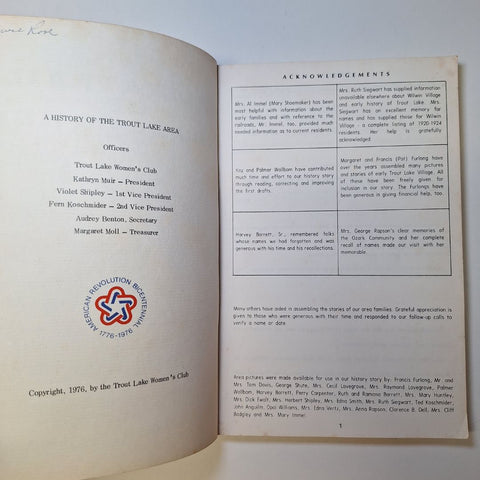 Rose
A HISTORY OF THE TROUT LAKE AREA
Officers
Trout Lake Women's Club
Kathryn Muir — President
Violet Shipley — 1st Vice President
Fern Koschmider — 2nd Vice President
Audrey Benton, Secretary
Margaret Moll — Treasurer
AMERICAN REVOLUTION BICENTENNIAL
1776-1976
Copyright, 1976, by the Trout Lake Women's Club
ACKNOWLEDGEMENTS
Mrs. Al Immel (Mary Shoemaker) has been
most helpful with information about the
early families and with reference to the
railroads, Mr. Immel, too, provided much
needed information as to current residents.
Mrs. Ruth Siegwart has supplied information
unavailable elsewhere about Wilwin Village
and early history of Trout Lake. Mrs.
Siegwart has an excellent memory for
names and has supplied those for Wilwin
Village - a complete listing of 1920-1924
residents. Her help is gratefully
acknowledged.
Kay and Palmer Wallbom have contributed
much time and effort to our history story
through reading, correcting and improving
the first drafts.
Margaret and Francis (Pat) Furlong have
over the years assembled many pictures
and stories of early Trout Lake Village. All
of these have been freely given for
inclusion in our story. The Furlongs have
been generous in giving financial help, too.
Harvey Barrett, Sr., remembered folks
whose names we had forgotten and was
generous with his time and his recollections.
Mrs. George Rapson's clear memories of
the Ozark Community and her complete
recall of names made our visit with her
memorable.
Many others have aided in assembling the stories of our area families. Grateful appreciation is
given to those who were generous with their time and responded to our follow-up calls to
verify a name or date.
Area pictures were made available for use in our history story by: Francis Furlong, Mr. and
Mrs. Tom Davis, George Shute, Mrs. Cecil Lovegrove, Mrs. Raymond Lovegrove, Palmer
Wallbom, Harvey Barrett, Perry Carpenter, Ruth and Ramona Barrett, Mrs. Mary Huntley,
Mrs. Dick Ewalt, Mrs. Herbert Shipley, Mrs. Edna Smith, Mrs. Ruth Siegwart, Ted Koschmider,
John Anguilm, Opa Williams, Mrs. Edna Wertz, Mrs. Anna Rapson, Clarence B. Oell, Mrs. Cliff
Badgley and Mrs. Mary Immel.
1